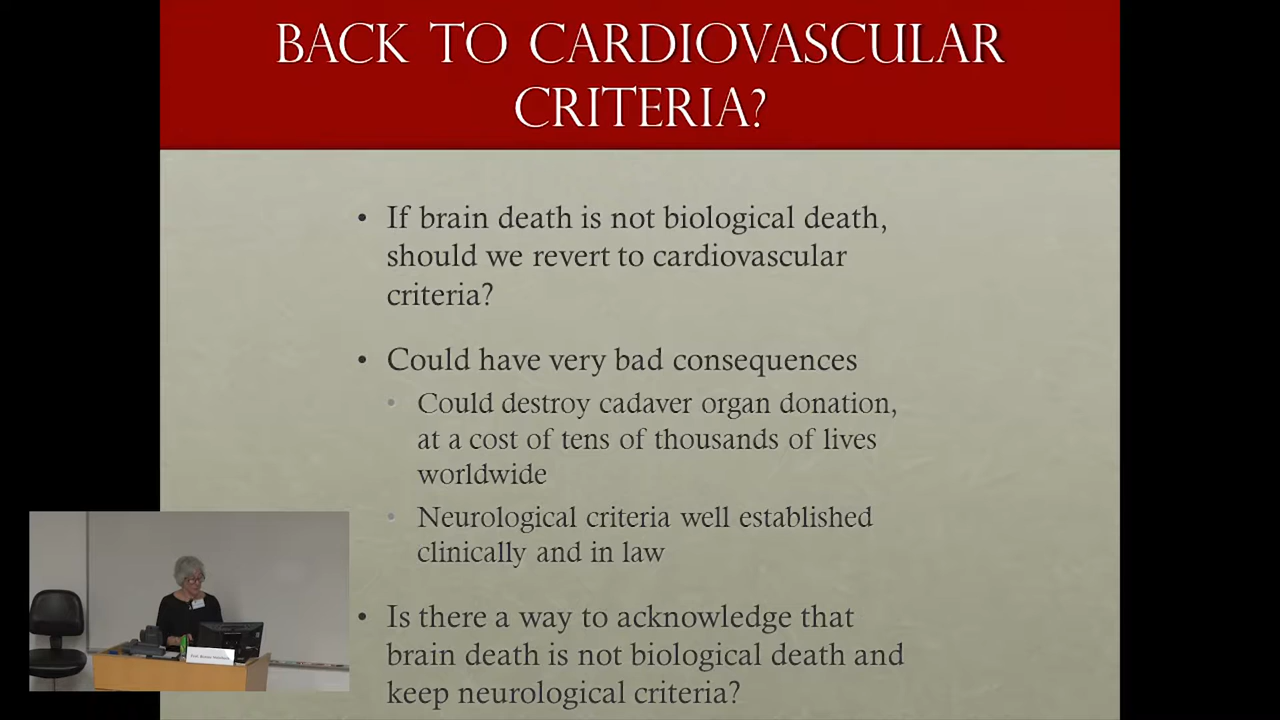 BACK TO CARDIOVASCULAR
CRITERIA?
• If brain death is not biological death,
should we revert to cardiovascular
criteria?
• Could have very bad consequences
• Could destroy cadaver organ donation,
at a cost of tens of thousands of lives
worldwide
• Neurological criteria well established
clinically and in law
• Is there a way to acknowledge that
brain death is not biological death and
keep neurological criteria?